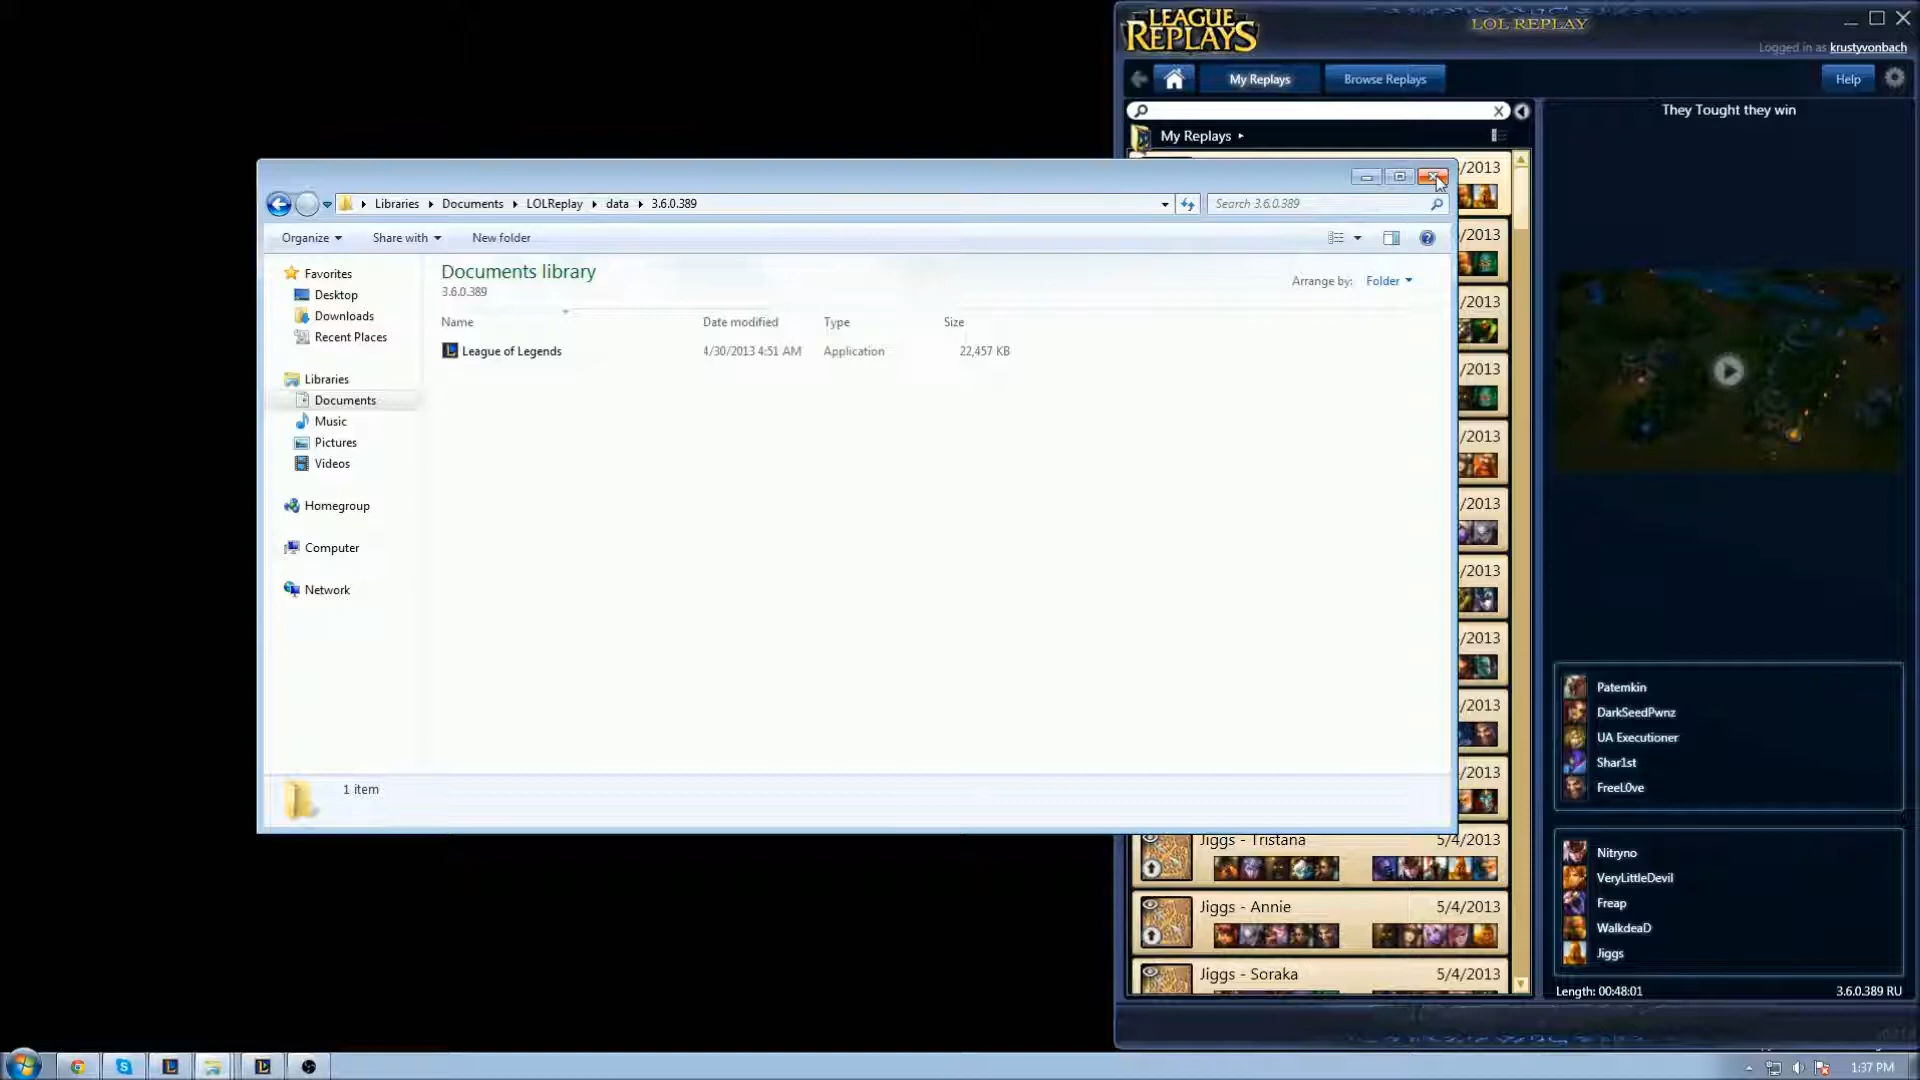 LEAGUE REPLAYS
LOL REPLAY
Logged in as krustyvonbach
My Replays
Browse Replays
Help
My Replays
They Tought they win
Libraries
Documents
LOLReplay
data
3.6.0.389
Search 3.6.0.389
Organize
Share with
New folder
Favorites
Desktop
Downloads
Recent Places
Libraries
Documents
Music
Pictures
Videos
Homegroup
Computer
Network
Documents library
3.6.0.389
Arrange by: Folder
Name Date modified Type Size
League of Legends 4/30/2013 4:51 AM Application 22,457 KB
1 item
/2013
/2013
/2013
/2013
/2013
/2013
/2013
/2013
/2013
/2013
Jiggs - Tristana 5/4/2013
Jiggs - Annie 5/4/2013
Jiggs - Soraka 5/4/2013
Patemkin
DarkSeedPwnz
UA Executioner
Shar1st
FreeL0ve
Nitryno
VeryLittleDevil
Freap
WalkdeaD
Jiggs
Length: 00:48:01
3.6.0.389 RU
1:37 PM